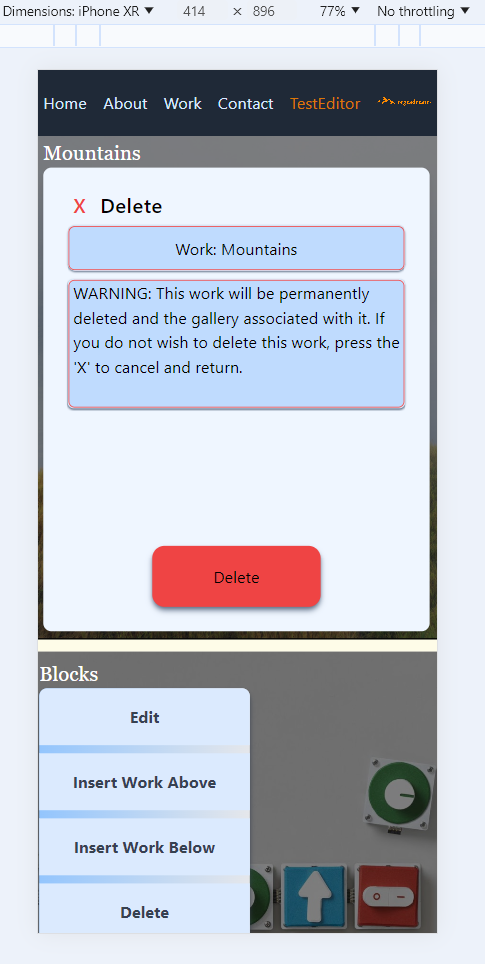 Dimensions: iPhone XR ▼ 414 × 896 77% ▼ No throttling ▼
Home About Work Contact TestEditor
Mountains
X Delete
Work: Mountains
WARNING: This work will be permanently
deleted and the gallery associated with it. If
you do not wish to delete this work, press the
'X' to cancel and return.
Delete
Blocks
Edit
Insert Work Above
Insert Work Below
Delete